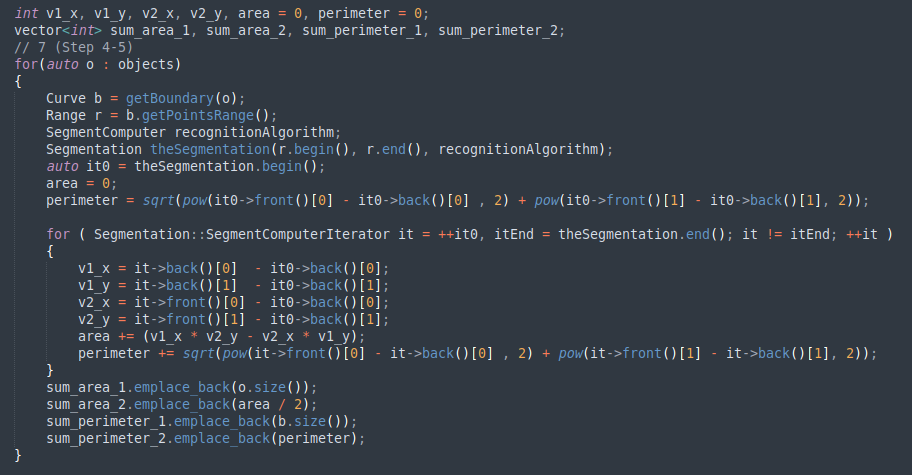 int v1_x, v1_y, v2_x, v2_y, area = 0, perimeter = 0;
vector<int> sum_area_1, sum_area_2, sum_perimeter_1, sum_perimeter_2;
// 7 (Step 4-5)
for(auto o : objects)
{
    Curve b = getBoundary(o);
    Range r = b.getPointsRange();
    SegmentComputer recognitionAlgorithm;
    Segmentation theSegmentation(r.begin(), r.end(), recognitionAlgorithm);
    auto it0 = theSegmentation.begin();
    area = 0;
    perimeter = sqrt(pow(it0->front()[0] - it0->back()[0] , 2) + pow(it0->front()[1] - it0->back()[1], 2));

    for ( Segmentation::SegmentComputerIterator it = ++it0, itEnd = theSegmentation.end(); it != itEnd; ++it )
    {
        v1_x = it->back()[0]  - it0->back()[0];
        v1_y = it->back()[1]  - it0->back()[1];
        v2_x = it->front()[0] - it0->back()[0];
        v2_y = it->front()[1] - it0->back()[1];
        area += (v1_x * v2_y - v2_x * v1_y);
        perimeter += sqrt(pow(it->front()[0] - it->back()[0] , 2) + pow(it->front()[1] - it->back()[1], 2));
    }
    sum_area_1.emplace_back(o.size());
    sum_area_2.emplace_back(area / 2);
    sum_perimeter_1.emplace_back(b.size());
    sum_perimeter_2.emplace_back(perimeter);
}